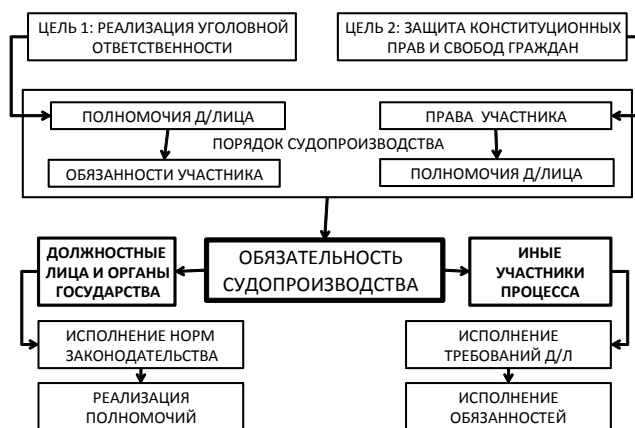 ЦЕЛЬ 1: РЕАЛИЗАЦИЯ УГОЛОВНОЙ
ОТВЕТСТВЕННОСТИ
ЦЕЛЬ 2: ЗАЩИТА КОНСТИТУЦИОННЫХ
ПРАВ И СВОБОД ГРАЖДАН
ПОЛНОМОЧИЯ Д/ЛИЦА
ПРАВА УЧАСТНИКА
ПОРЯДОК СУДОПРОИЗВОДСТВА
ОБЯЗАННОСТИ УЧАСТНИКА
ПОЛНОМОЧИЯ Д/ЛИЦА
ДОЛЖНОСТНЫЕ
ЛИЦА И ОРГАНЫ
ГОСУДАРСТВА
ОБЯЗАТЕЛЬНОСТЬ
СУДОПРОИЗВОДСТВА
ИНЫЕ
УЧАСТНИКИ
ПРОЦЕССА
ИСПОЛНЕНИЕ НОРМ
ЗАКОНОДАТЕЛЬСТВА
ИСПОЛНЕНИЕ
ТРЕБОВАНИЙ Д/Л
РЕАЛИЗАЦИЯ
ПОЛНОМОЧИЙ
ИСПОЛНЕНИЕ
ОБЯЗАННОСТЕЙ